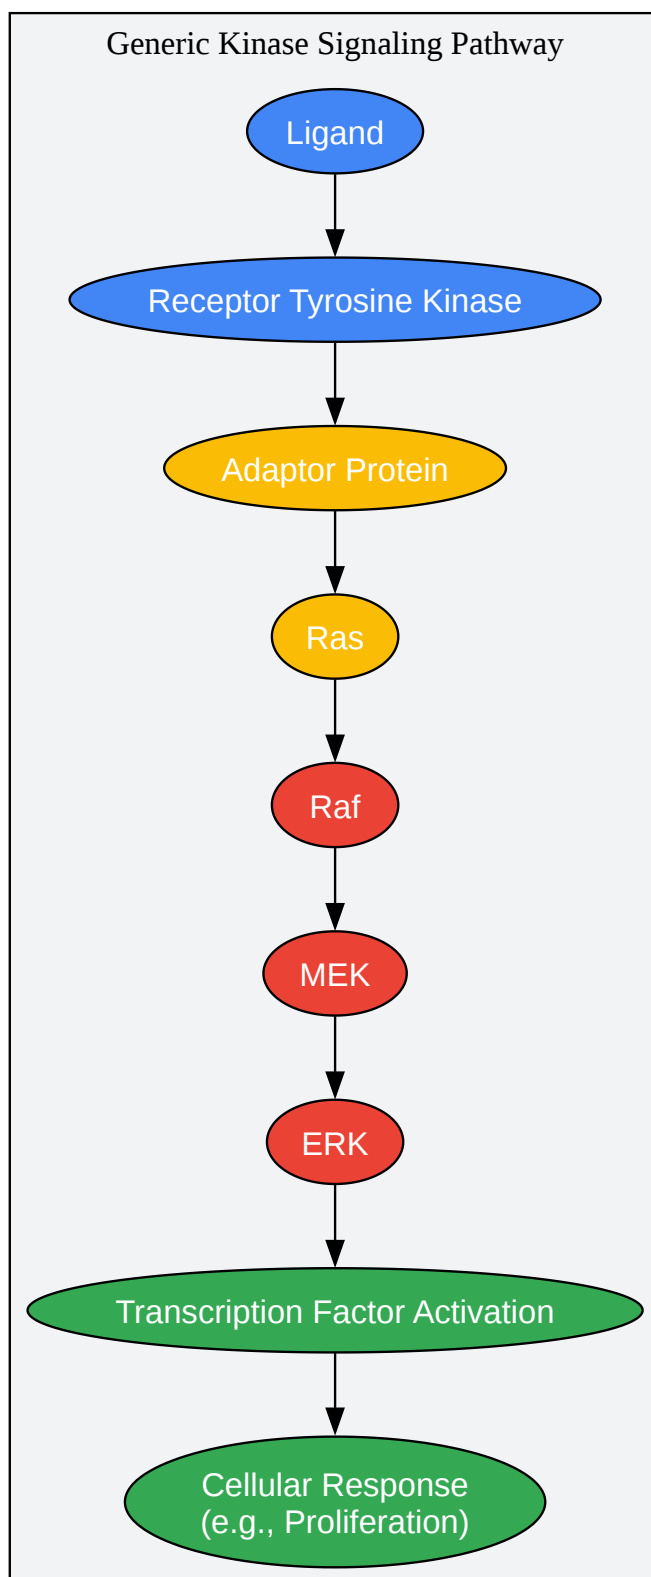 Generic Kinase Signaling Pathway
Ligand
Receptor Tyrosine Kinase
Adaptor Protein
Ras
Raf
MEK
ERK
Transcription Factor Activation
Cellular Response
(e.g., Proliferation)